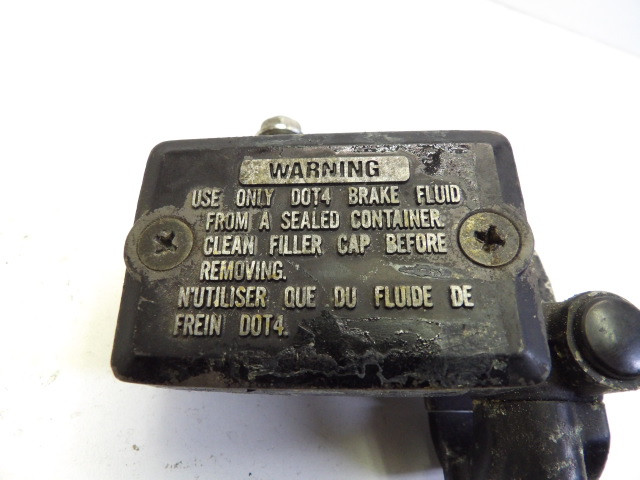 WARNING
USE ONLY DOT4 BRAKE FLUID
FROM A SEALED CONTAINER.
CLEAN FILLER CAP BEFORE
REMOVING.
N'UTILISER QUE DU FLUIDE DE
FREIN DOT4.